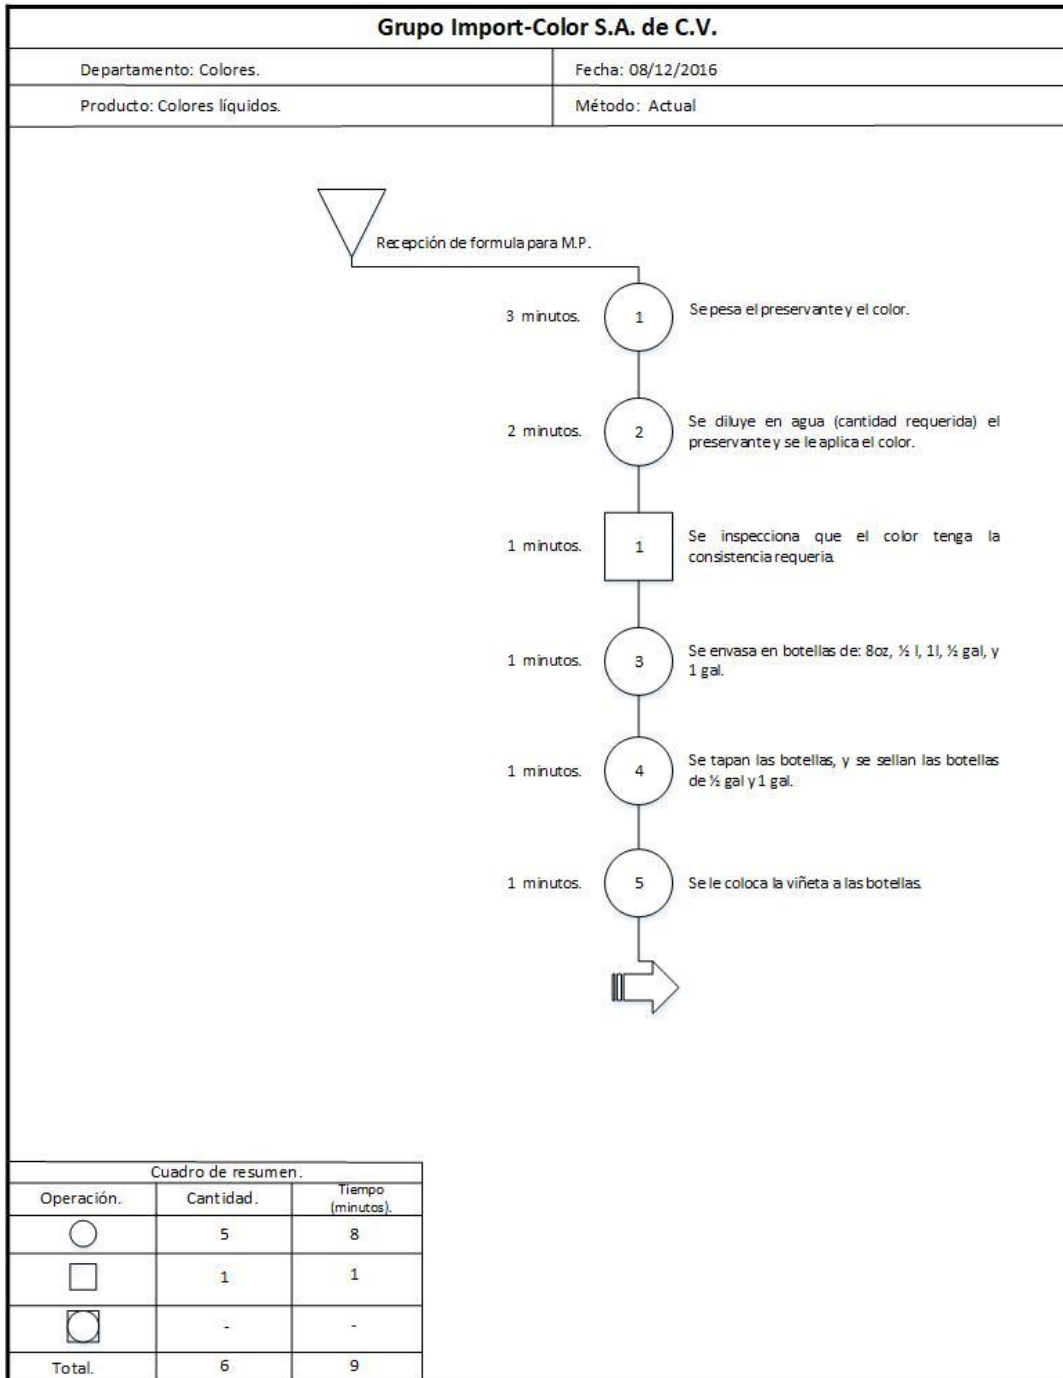 Grupo Import-Color S.A. de C.V.
Departamento: Colores.
Fecha: 08/12/2016
Producto: Colores líquidos.
Método: Actual
Recepción de formula para M.P.
3 minutos.
1
Se pesa el preservante y el color.
2 minutos.
2
Se diluye en agua (cantidad requerida) el
preservante y se le aplica el color.
1 minutos.
1
Se inspecciona que el color tenga la
consistencia requeria.
1 minutos.
3
Se envasa en botellas de: 8oz, ½ l, 1l, ½ gal, y
1 gal.
1 minutos.
4
Se tapan las botellas, y se sellan las botellas
de ½ gal y 1 gal.
1 minutos.
5
Se le coloca la viñeta a las botellas.
Cuadro de resumen.
Operación.
Cantidad.
Tiempo
(minutos).
5
8
1
1
-
-
Total.
6
9